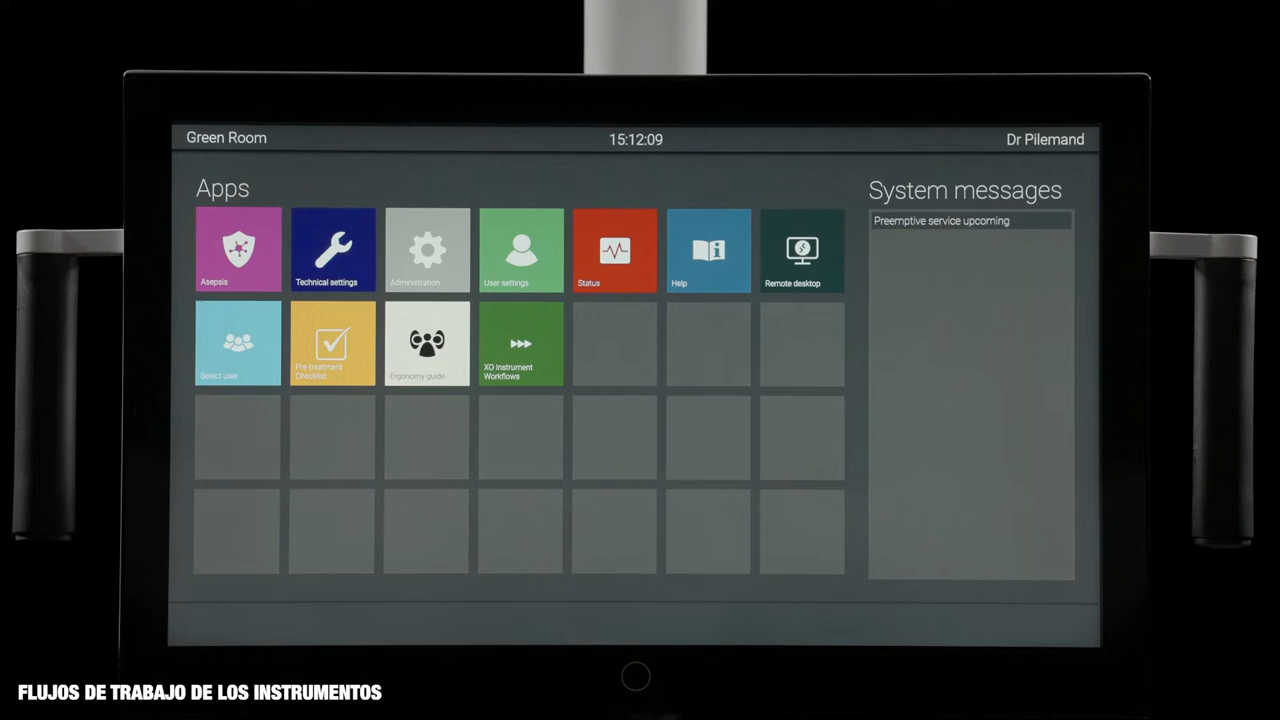 Green Room
15:12:09
Dr Pilemand
Apps
System messages
Preemptive service upcoming
Asepsis
Technical settings
Administration
User settings
Status
Help
Remote desktop
Select user
Pre-treatment
Checklist
Ergonomy guide
XO Instrument
Workflows
FLUJOS DE TRABAJO DE LOS INSTRUMENTOS